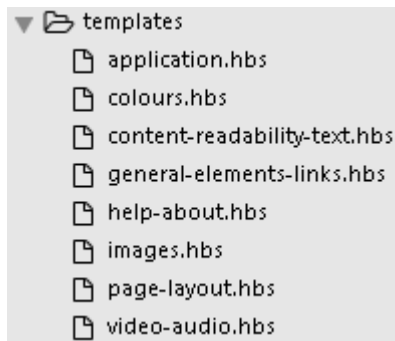 templates
application.hbs
colours.hbs
content-readability-text.hbs
general-elements-links.hbs
help-about.hbs
images.hbs
page-layout.hbs
video-audio.hbs